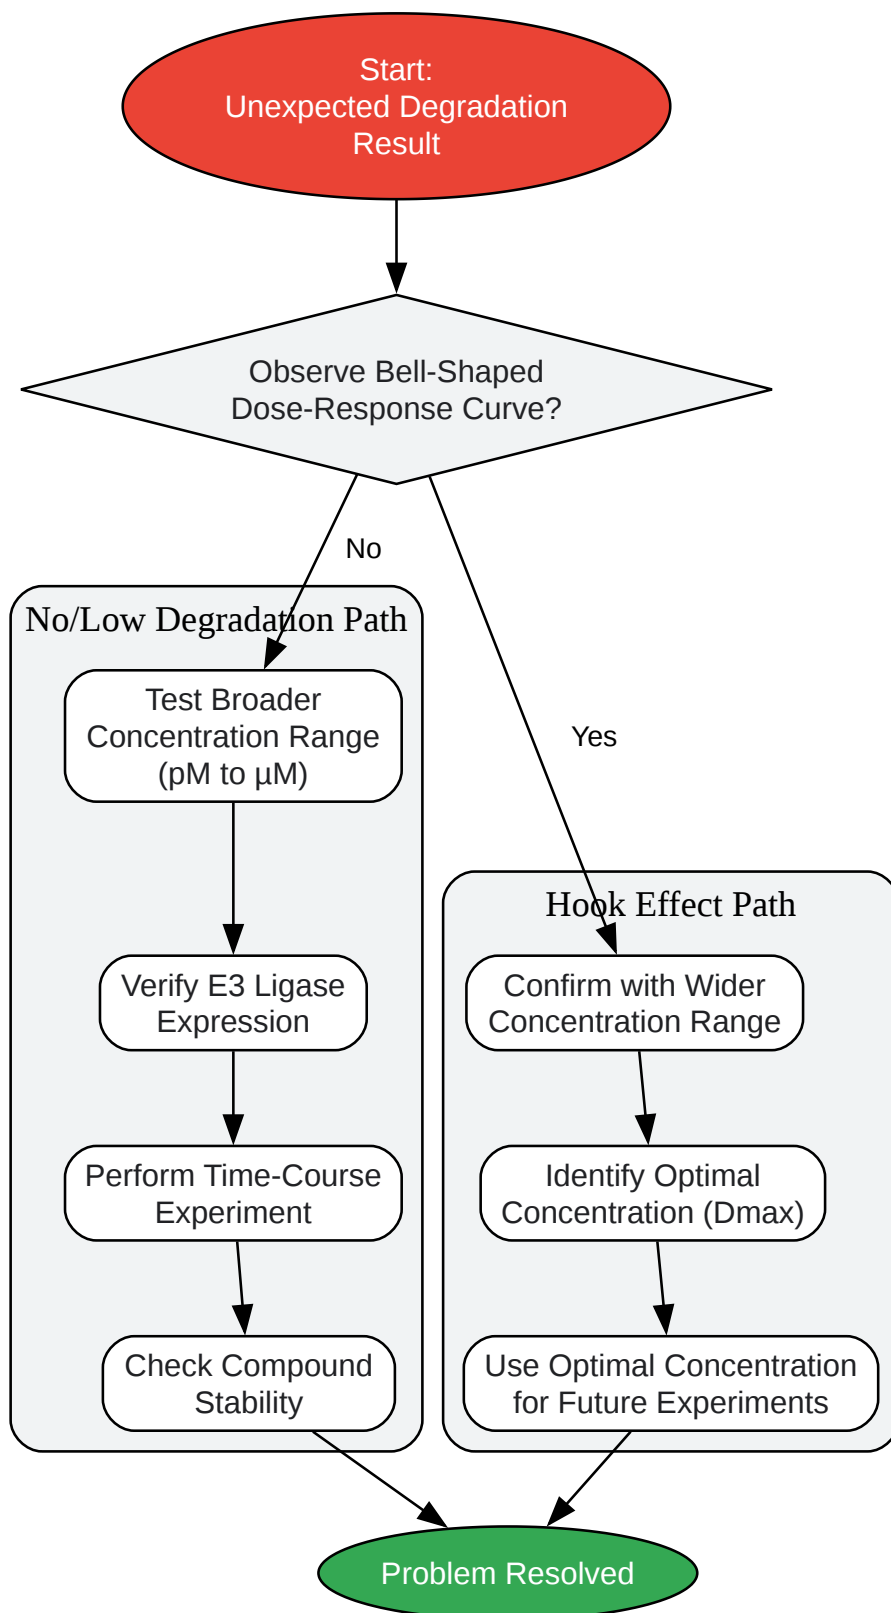 Start:
Unexpected Degradation
Result
Observe Bell-Shaped
Dose-Response Curve?
No
No/Low Degradation Path
Test Broader
Concentration Range
(pM to µM)
Verify E3 Ligase
Expression
Perform Time-Course
Experiment
Check Compound
Stability
Yes
Hook Effect Path
Confirm with Wider
Concentration Range
Identify Optimal
Concentration (Dmax)
Use Optimal Concentration
for Future Experiments
Problem Resolved